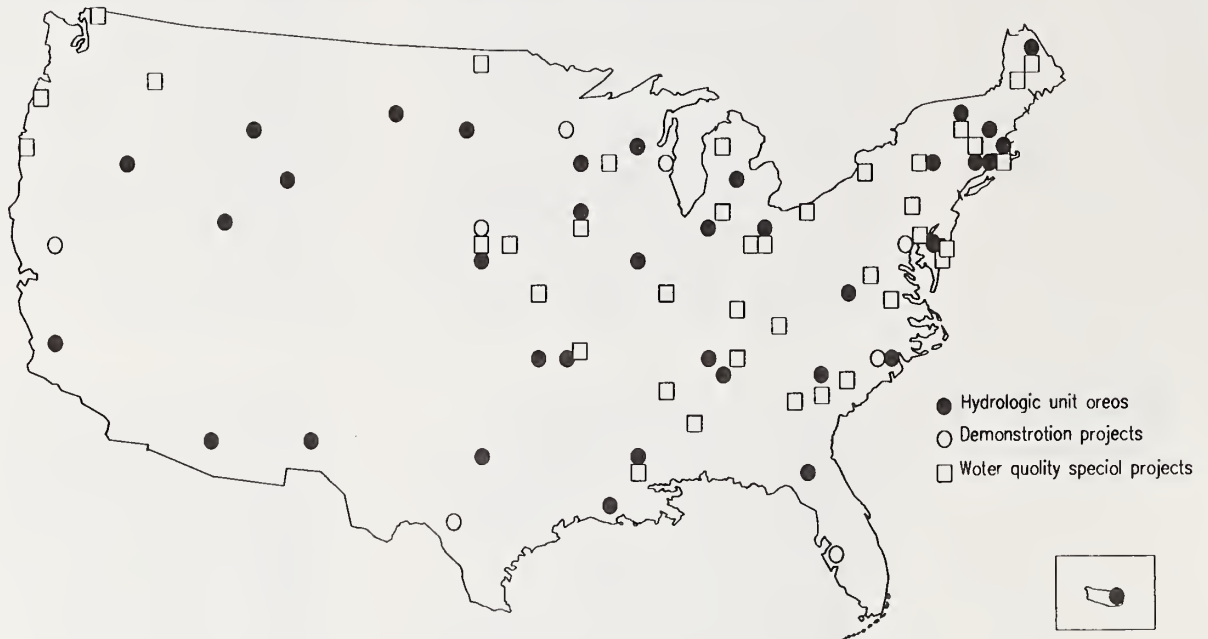 Hydrologic unit oreos
Demonstrotion projects
Woter quolity speciol projects